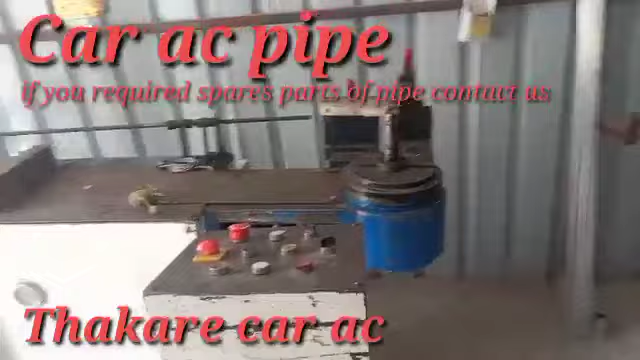 Car ac pipe
if you required spares parts of pipe contact us
Thakare car ac